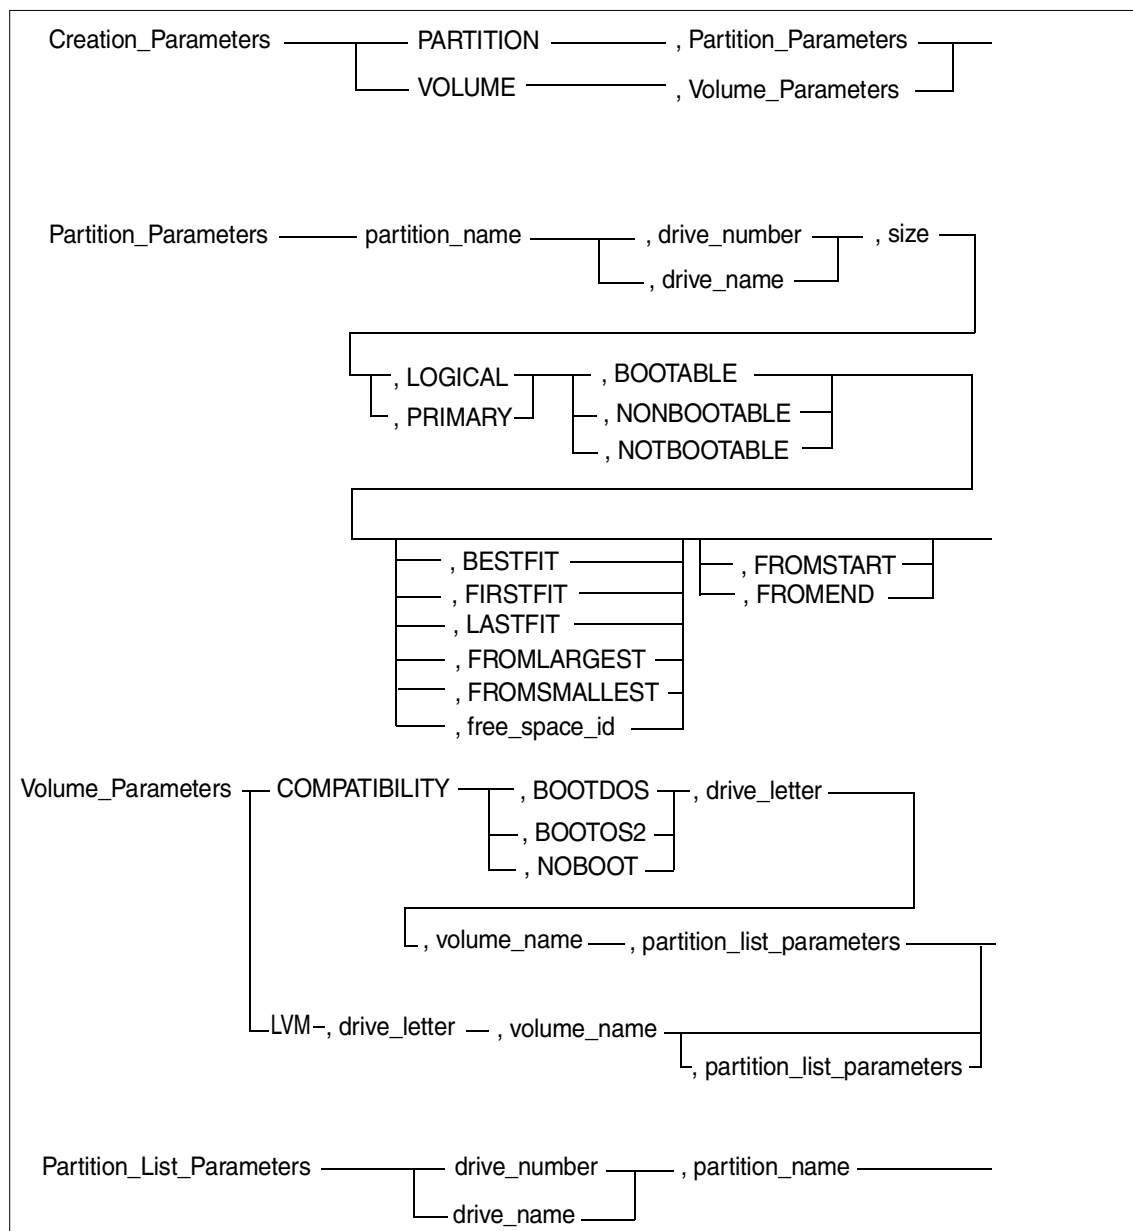 Creation_Parameters PARTITION , Partition_Parameters
VOLUME , Volume_Parameters
Partition_Parameters partition_name , drive_number , size
, drive_name
, LOGICAL , BOOTABLE
, PRIMARY , NONBOOTABLE
, NOTBOOTABLE
, BESTFIT , FROMSTART
, FIRSTFIT , FROMEND
, LASTFIT
, FROMLARGEST
, FROMSMALLEST
, free_space_id
Volume_Parameters COMPATIBILITY , BOOTDOS , drive_letter
, BOOTOS2
, NOBOOT
, volume_name , partition_list_parameters
LVM , drive_letter , volume_name
, partition_list_parameters
Partition_List_Parameters drive_number , partition_name
drive_name